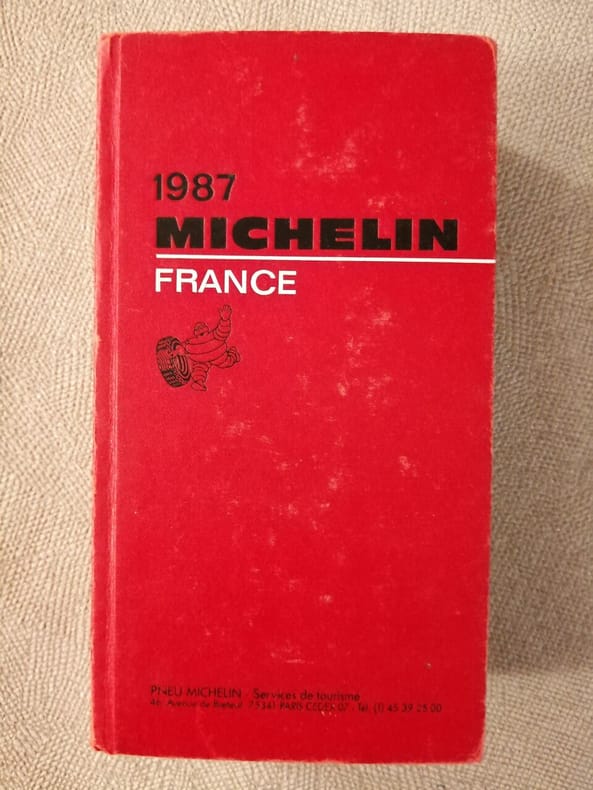 1987
MICHELIN
FRANCE
PNEU MICHELIN - Services de tourisme
46, Avenue de Breteuil 75341 PARIS CEDEX 07 - Tél. (1) 45 39 25 00